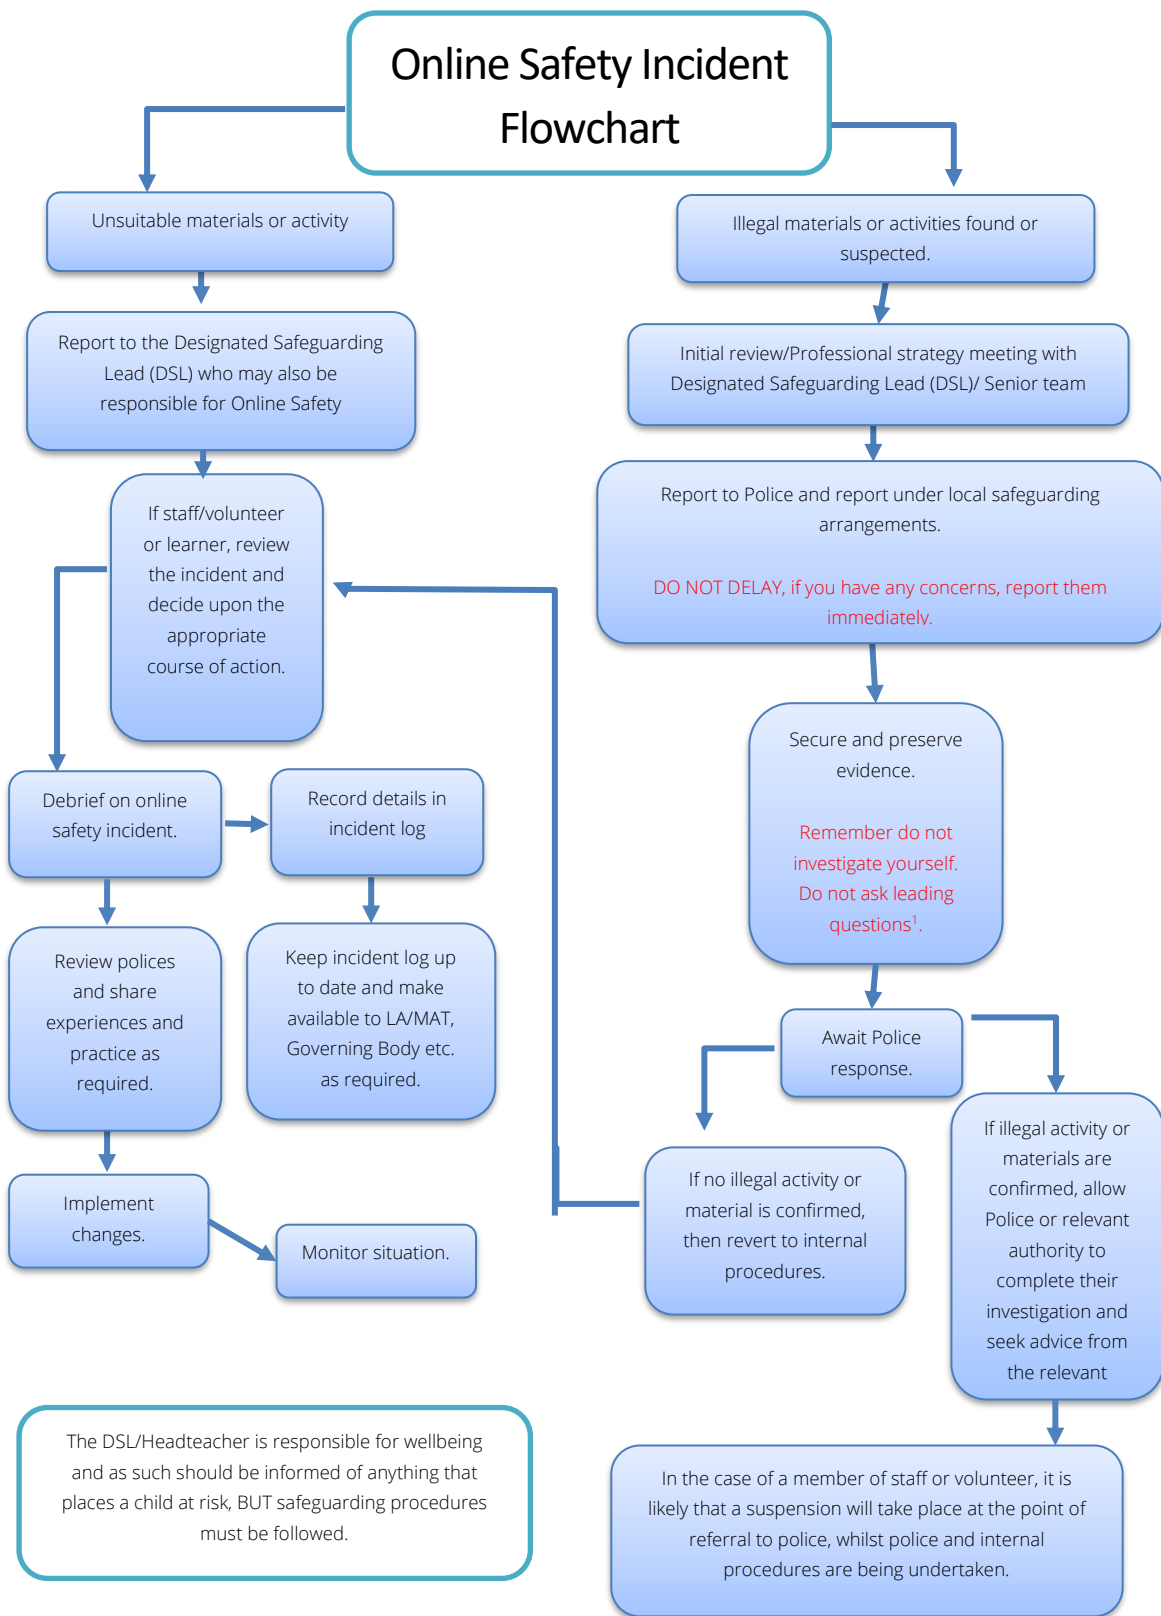 Online Safety Incident
Flowchart
Unsuitable materials or activity
Report to the Designated Safeguarding
Lead (DSL) who may also be
responsible for Online Safety
If staff/volunteer
or learner, review
the incident and
decide upon the
appropriate
course of action.
Debrief on online
safety incident.
Record details in
incident log
Review polices
and share
experiences and
practice as
required.
Keep incident log up
to date and make
available to LA/MAT,
Governing Body etc.
as required.
Implement
changes.
Monitor situation.
Illegal materials or activities found or
suspected.
Initial review/Professional strategy meeting with
Designated Safeguarding Lead (DSL)/ Senior team
Report to Police and report under local safeguarding
arrangements.
DO NOT DELAY, if you have any concerns, report them
immediately.
Secure and preserve
evidence.
Remember do not
investigate yourself.
Do not ask leading
questions¹.
Await Police
response.
If no illegal activity or
material is confirmed,
then revert to internal
procedures.
If illegal activity or
materials are
confirmed, allow
Police or relevant
authority to
complete their
investigation and
seek advice from
the relevant
In the case of a member of staff or volunteer, it is
likely that a suspension will take place at the point of
referral to police, whilst police and internal
procedures are being undertaken.
The DSL/Headteacher is responsible for wellbeing
and as such should be informed of anything that
places a child at risk, BUT safeguarding procedures
must be followed.